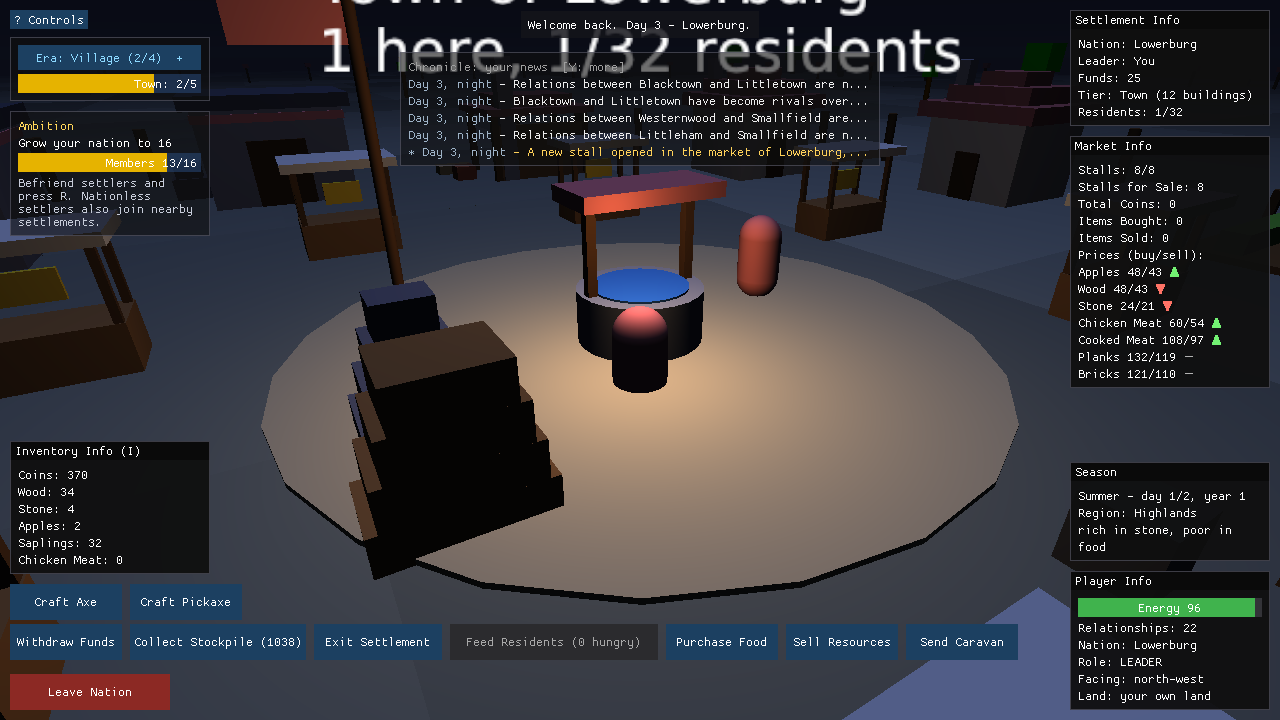 ? Controls
Era: Village (2/4) +
Town: 2/5
Ambition
Grow your nation to 16
Members 13/16
Befriend settlers and
press R. Nationless
settlers also join nearby
settlements.
Town of Lowerburg
1 here, 1/32 residents
Welcome back. Day 3 - Lowerburg.
Chronicle: your news [Y: more]
Day 3, night - Relations between Blacktown and Littletown are n...
Day 3, night - Blacktown and Littletown have become rivals over...
Day 3, night - Relations between Westernwood and Smallfield are...
Day 3, night - Relations between Littleham and Smallfield are n...
* Day 3, night - A new stall opened in the market of Lowerburg,...
Settlement Info
Nation: Lowerburg
Leader: You
Funds: 25
Tier: Town (12 buildings)
Residents: 1/32
Market Info
Stalls: 8/8
Stalls for Sale: 8
Total Coins: 0
Items Bought: 0
Items Sold: 0
Prices (buy/sell):
Apples 48/43
Wood 48/43
Stone 24/21
Chicken Meat 60/54
Cooked Meat 108/97
Planks 132/119 —
Bricks 121/110 —
Season
Summer - day 1/2, year 1
Region: Highlands
rich in stone, poor in
food
Player Info
Energy 96
Relationships: 22
Nation: Lowerburg
Role: LEADER
Facing: north-west
Land: your own land
Inventory Info (I)
Coins: 370
Wood: 34
Stone: 4
Apples: 2
Saplings: 32
Chicken Meat: 0
Craft Axe
Craft Pickaxe
Withdraw Funds
Collect Stockpile (1038)
Exit Settlement
Feed Residents (0 hungry)
Purchase Food
Sell Resources
Send Caravan
Leave Nation